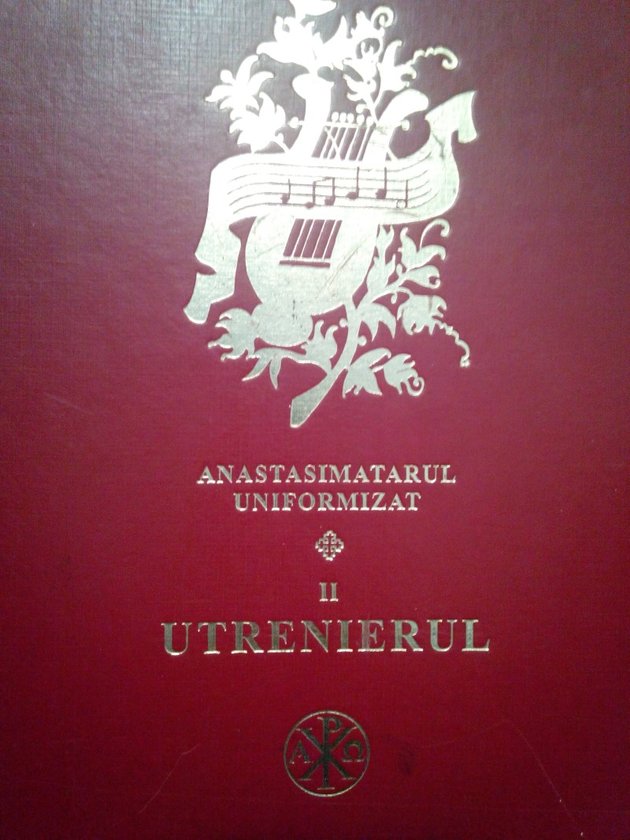 ANASTASIMATARUL
UNIFORMIZAT
II
UTRENIERUL
Α Ω